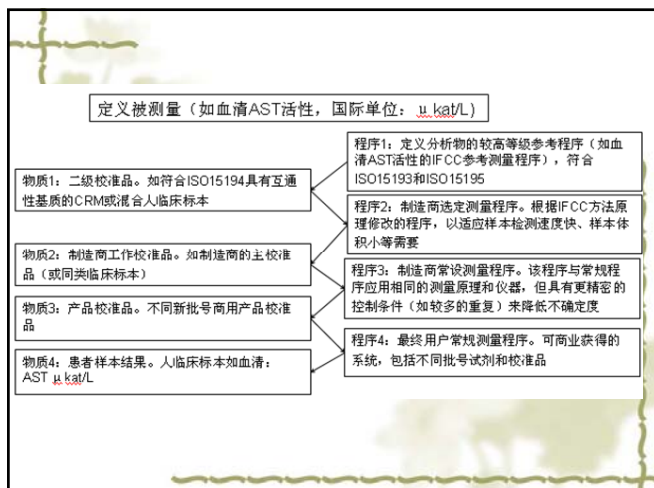 定义被测量（如血清AST活性，国际单位：μkat/L）
程序1：定义分析物的较高等级参考程序（如血
清AST活性的IFCC参考测量程序），符合
ISO15193和ISO15195
物质1：二级校准品。如符合ISO15194具有互通
性基质的CRM或混合人临床标本
程序2：制造商选定测量程序。根据IFCC方法原
理修改的程序，以适应样本检测速度快、样本体
积小等需要
物质2：制造商工作校准品。如制造商的主校准
品（或同类临床标本）
程序3：制造商常设测量程序。该程序与常规程
序应用相同的测量原理和仪器，但具有更精密的
控制条件（如较多的重复）来降低不确定度
物质3：产品校准品。不同新批号商用产品校准
品
程序4：最终用户常规测量程序。可商业获得的
系统，包括不同批号试剂和校准品
物质4：患者样本结果。人临床标本如血清：
AST μkat/L